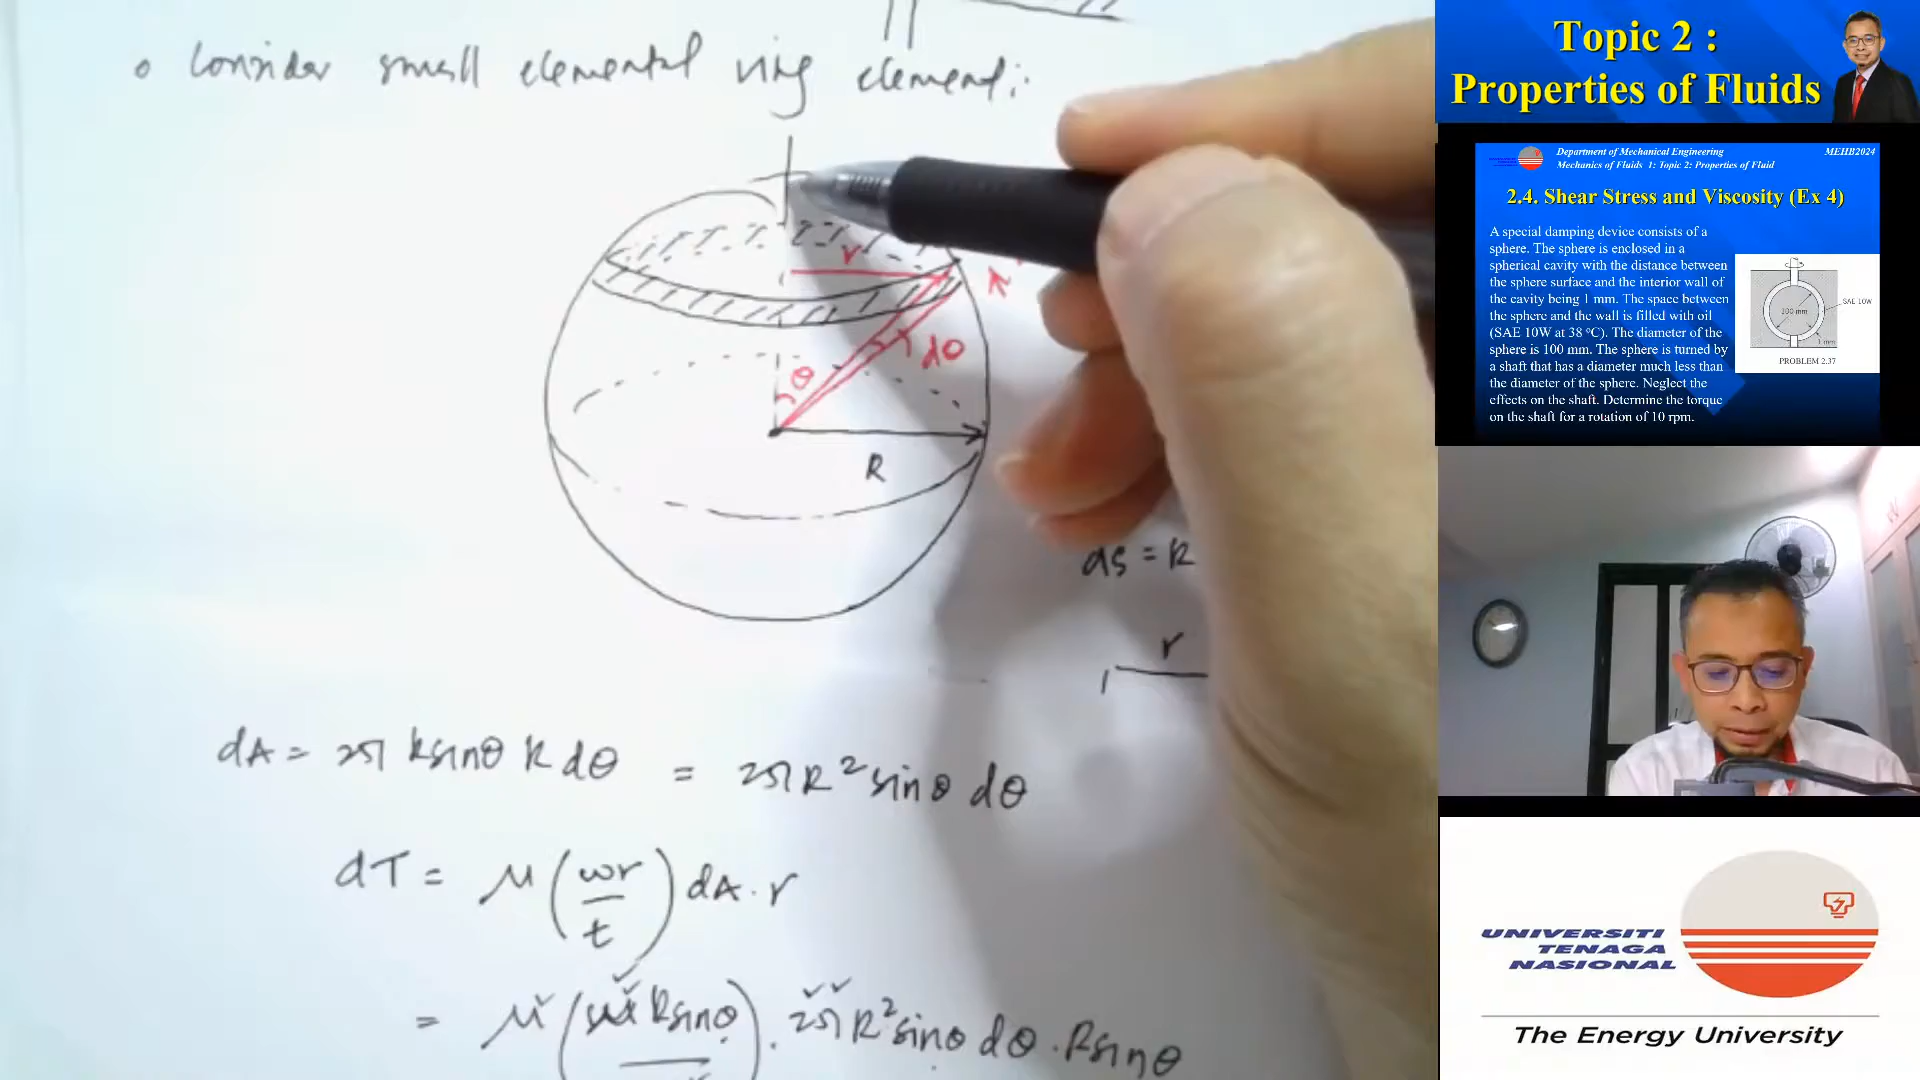 o Consider small elemental ring element:
r
θ
dθ
R
ds = R
r
dA = 2π R sinθ R dθ = 2πR² sinθ dθ
dT = μ (ωr/t) dA · r
= μ (ω R sinθ) . 2πR² sinθ dθ . R sinθ
Topic 2 :
Properties of Fluids
Department of Mechanical Engineering
MEHB2024
Mechanics of Fluids 1: Topic 2: Properties of Fluid
2.4. Shear Stress and Viscosity (Ex 4)
A special damping device consists of a
sphere. The sphere is enclosed in a
spherical cavity with the distance between
the sphere surface and the interior wall of
the cavity being 1 mm. The space between
the sphere and the wall is filled with oil
(SAE 10W at 38 °C). The diameter of the
sphere is 100 mm. The sphere is turned by
a shaft that has a diameter much less than
the diameter of the sphere. Neglect the
effects on the shaft. Determine the torque
on the shaft for a rotation of 10 rpm.
SAE 10W
100 mm
1 mm
PROBLEM 2.37
UNIVERSITI
TENAGA
NASIONAL
The Energy University